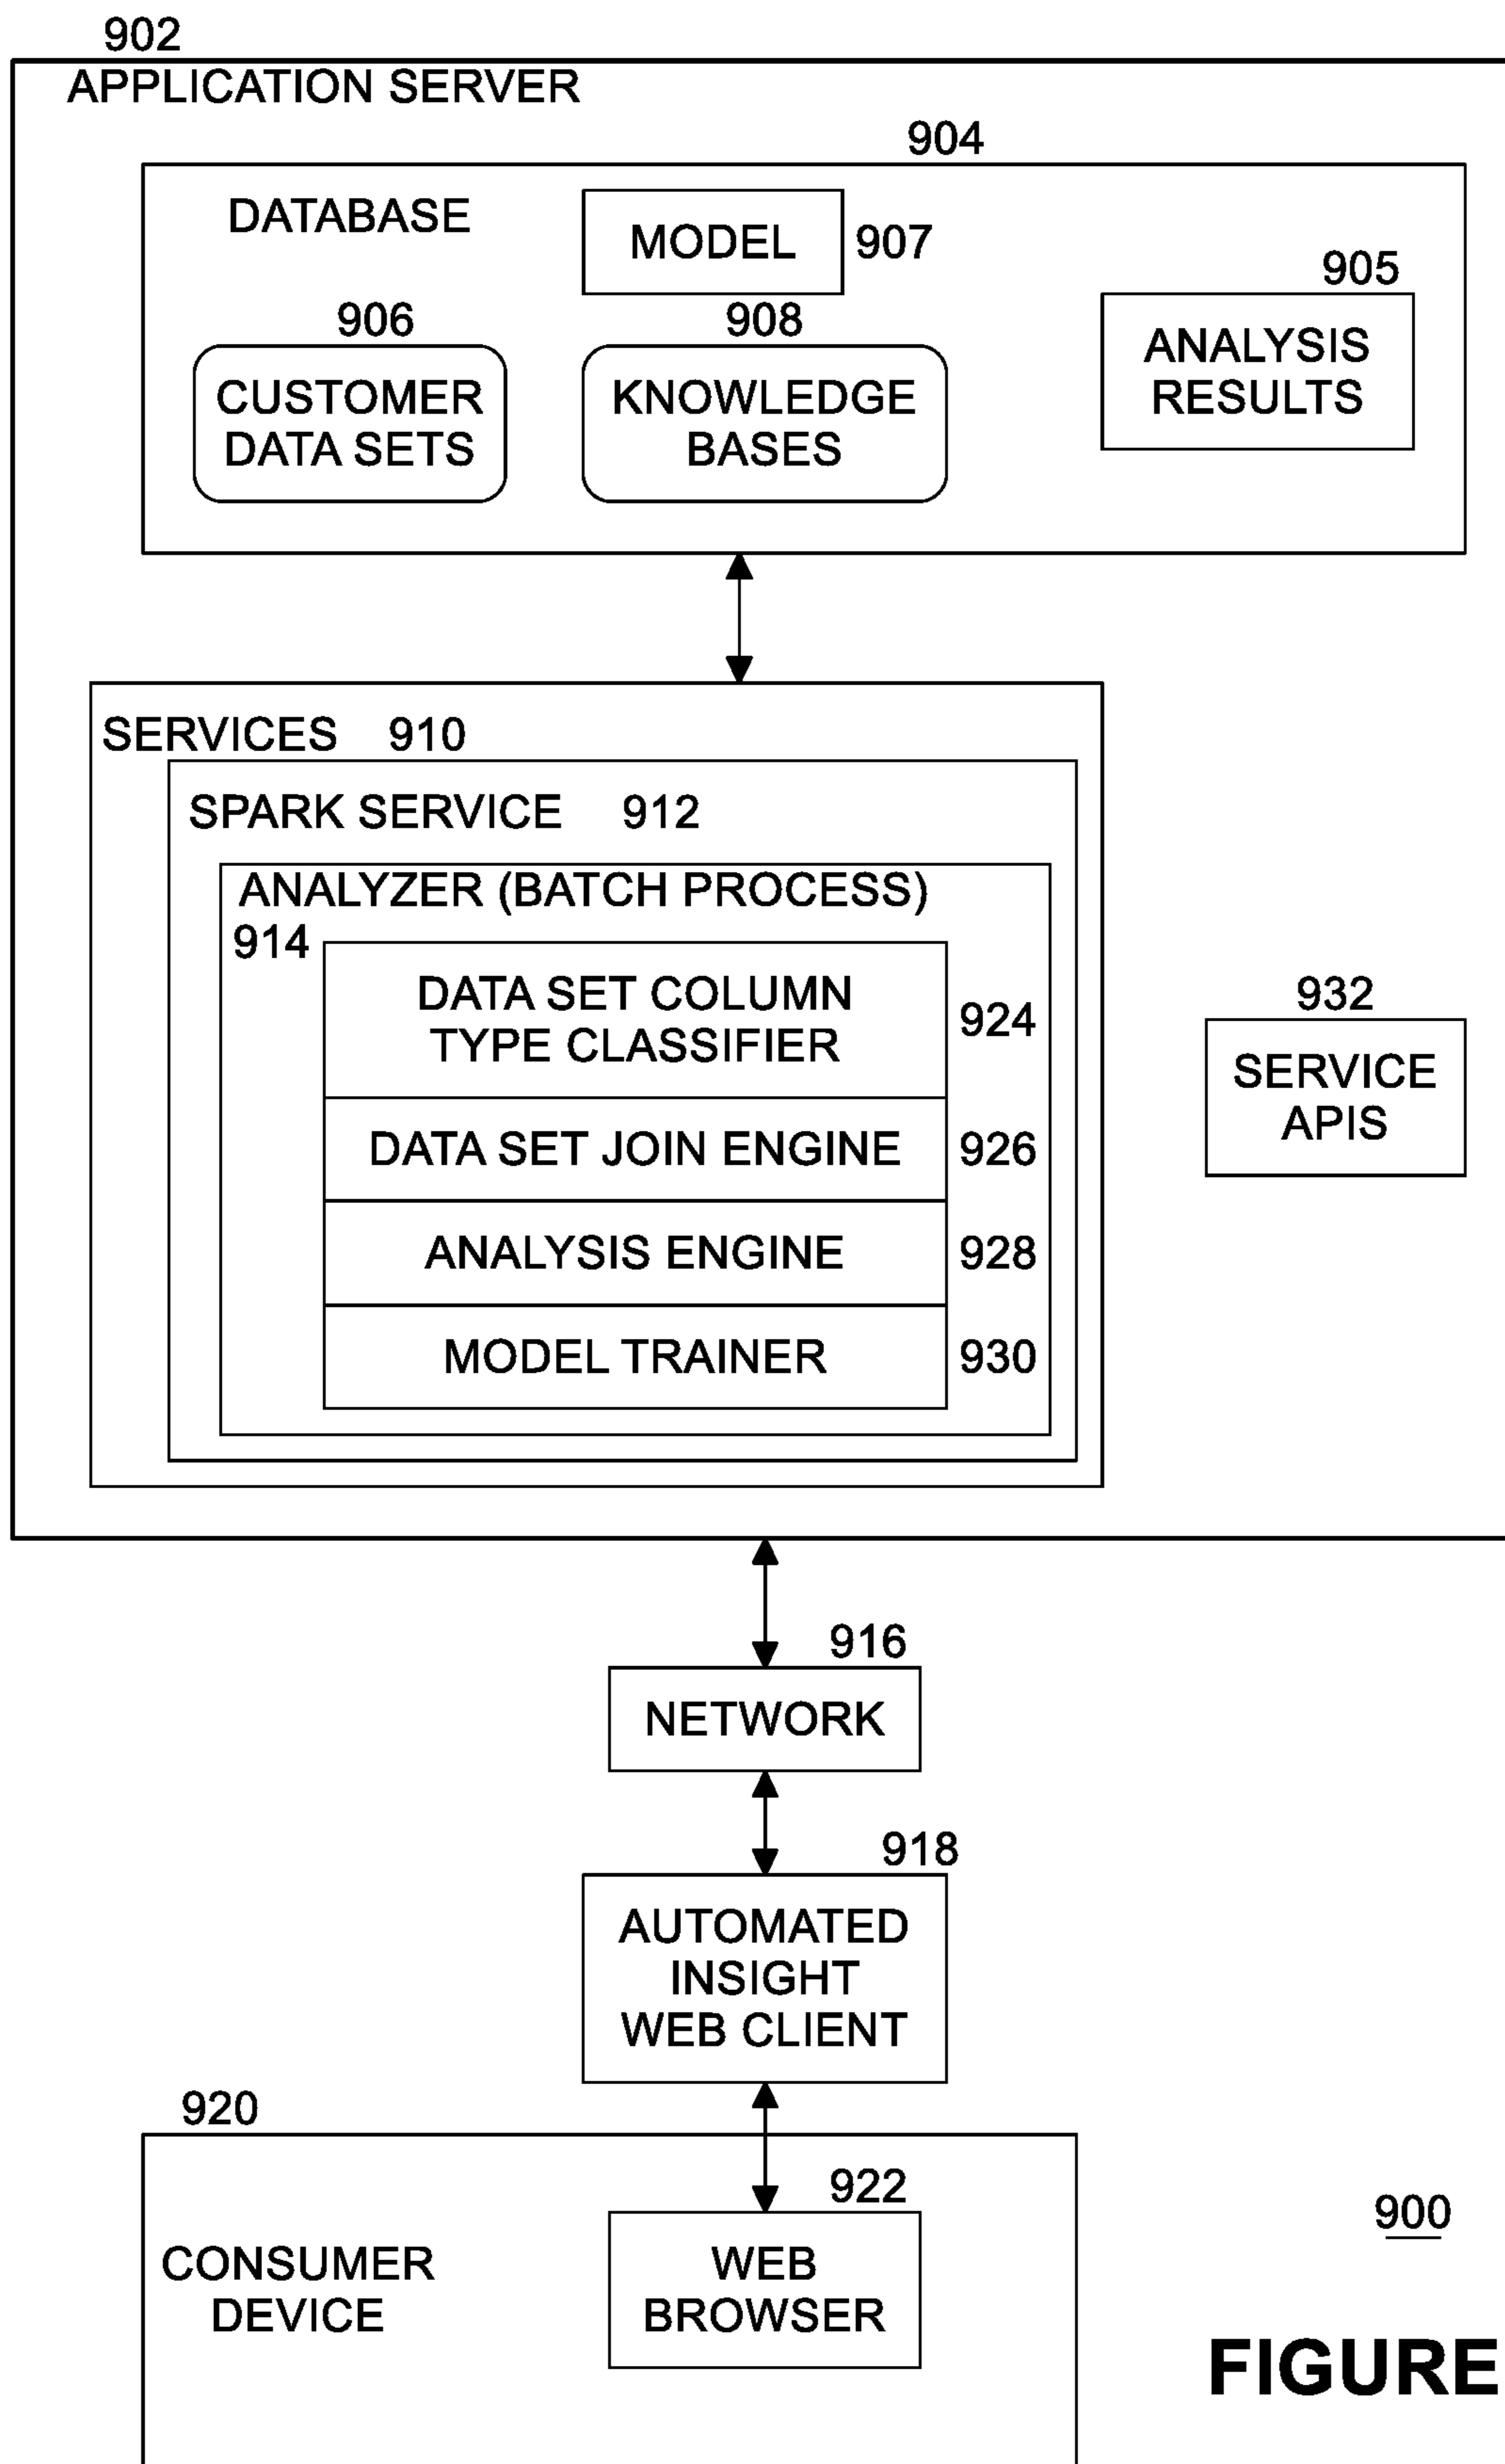 902
APPLICATION SERVER
904
DATABASE
MODEL 907
905
906
908
ANALYSIS
RESULTS
CUSTOMER
DATA SETS
KNOWLEDGE
BASES
SERVICES 910
SPARK SERVICE 912
ANALYZER (BATCH PROCESS)
914
DATA SET COLUMN
TYPE CLASSIFIER
924
DATA SET JOIN ENGINE 926
ANALYSIS ENGINE 928
MODEL TRAINER 930
932
SERVICE
APIS
916
NETWORK
918
AUTOMATED
INSIGHT
WEB CLIENT
920
922
CONSUMER
DEVICE
WEB
BROWSER
900
FIGURE